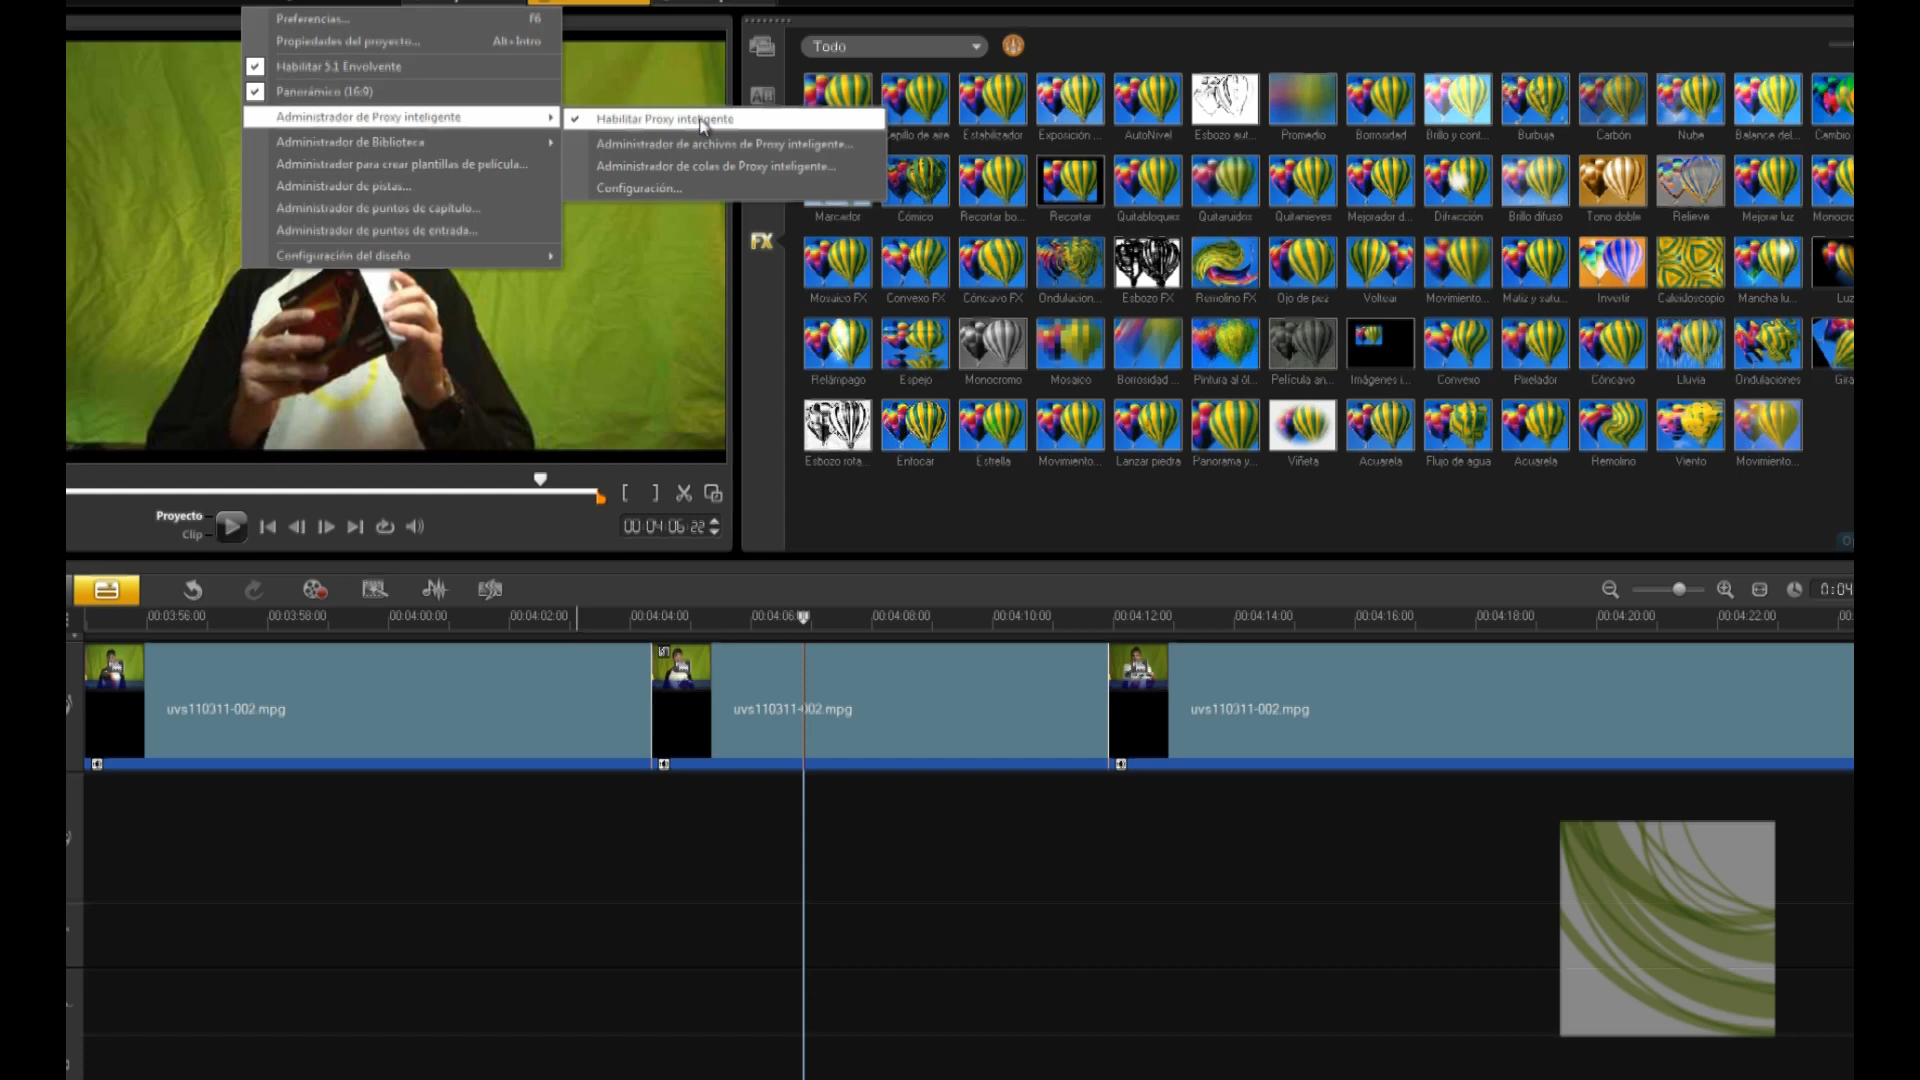 Preferencias... F6
Propiedades del proyecto... Alt+Intro
Habilitar 5.1 Envolvente
Panorámico (16:9)
Administrador de Proxy inteligente
Administrador de Biblioteca
Administrador para crear plantillas de película...
Administrador de pistas...
Administrador de puntos de capítulo...
Administrador de puntos de entrada...
Configuración del diseño
Habilitar Proxy inteligente
Administrador de archivos de Proxy inteligente...
Administrador de colas de Proxy inteligente...
Configuración...
Todo
AB
FX
Estabilizador Exposición ... AutoNivel Esbozo aut... Promedio Borrosidad Brillo y cont... Burbuja Carbón Nube Balance del... Cambio
Marcador Cómico Recortar bo... Recortar Quitabloques Quitaruidos Quitanieves Mejorador d... Difracción Brillo difuso Tono doble Relieve Mejorar luz Monocro
Mosaico FX Convexo FX Cóncavo FX Ondulacion... Esbozo FX Remolino FX Ojo de pez Voltear Movimiento... Matiz y satu... Invertir Caleidoscopio Mancha lu... Luz
Relámpago Espejo Monocromo Mosaico Borrosidad ... Pintura al ól... Película an... Imágenes i... Convexo Pixelador Cóncavo Lluvia Ondulaciones Gira
Esbozo rota... Enfocar Estrella Movimiento... Lanzar piedra Panorama y... Viñeta Acuarela Flujo de agua Acuarela Remolino Viento Movimiento...
Proyecto
Clip
00:04:06:22
0:04
00:03:56:00 00:03:58:00 00:04:00:00 00:04:02:00 00:04:04:00 00:04:06:00 00:04:08:00 00:04:10:00 00:04:12:00 00:04:14:00 00:04:16:00 00:04:18:00 00:04:20:00 00:04:22:00 00:
uvs110311-002.mpg uvs110311-002.mpg uvs110311-002.mpg